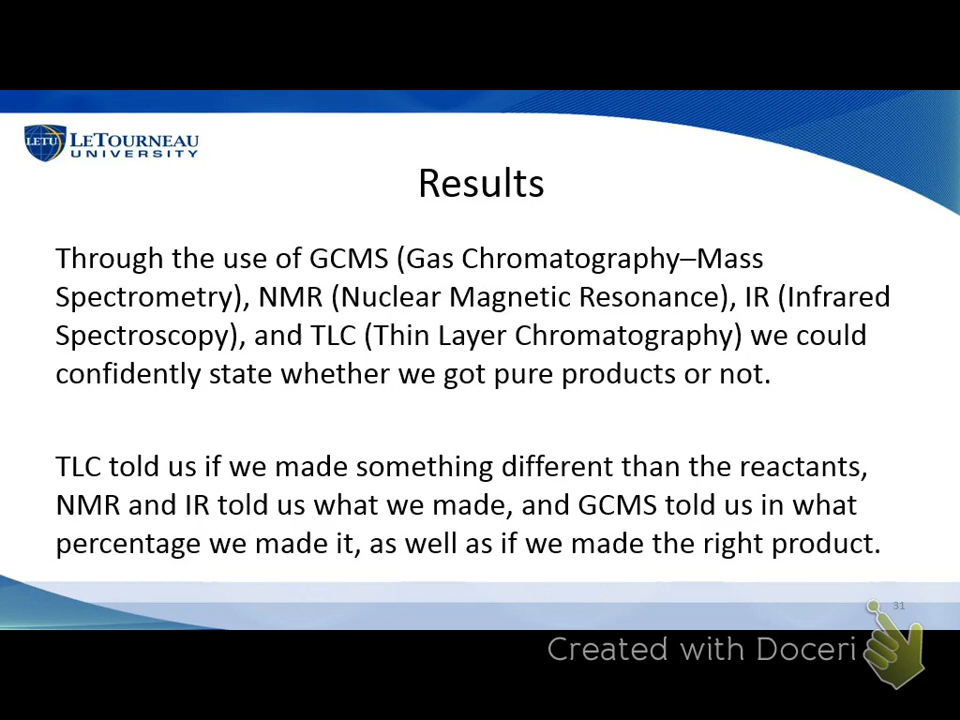 LETU LETOURNEAU
UNIVERSITY
Results
Through the use of GCMS (Gas Chromatography–Mass
Spectrometry), NMR (Nuclear Magnetic Resonance), IR (Infrared
Spectroscopy), and TLC (Thin Layer Chromatography) we could
confidently state whether we got pure products or not.
TLC told us if we made something different than the reactants,
NMR and IR told us what we made, and GCMS told us in what
percentage we made it, as well as if we made the right product.
31
Created with Doceri